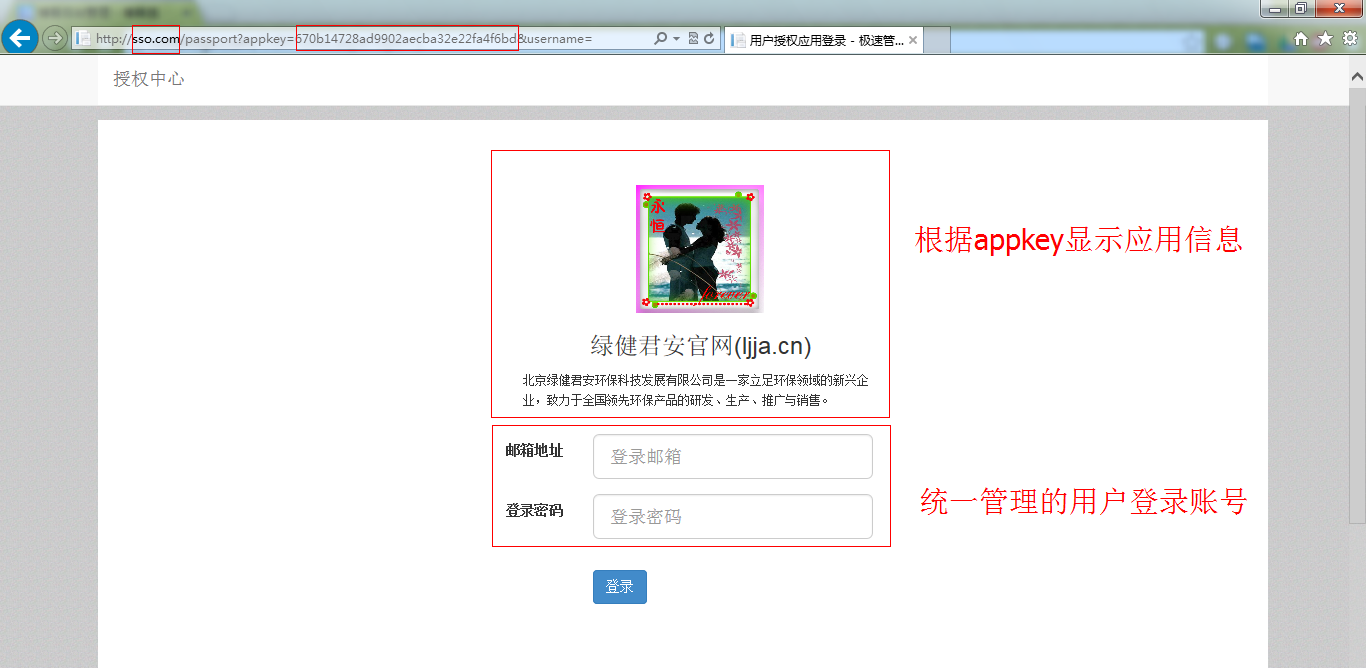 http://sso.com/passport?appkey=670b14728ad9902aecba32e22fa4f6bd&username=
用户授权应用登录 - 极速管...
授权中心
永
恒
forever
根据appkey显示应用信息
绿健君安官网(ljja.cn)
北京绿健君安环保科技发展有限公司是一家立足环保领域的新兴企
业，致力于全国领先环保产品的研发、生产、推广与销售。
邮箱地址
登录邮箱
统一管理的用户登录账号
登录密码
登录密码
登录